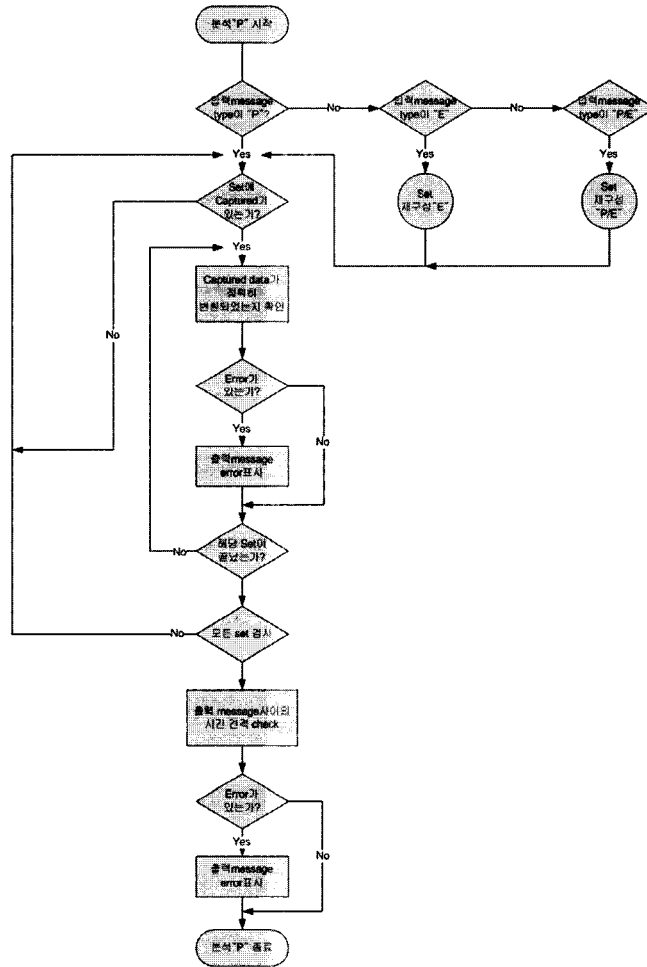 분석"P" 시작
입력message
type이 "P"?
No
입력message
type이 "E"
No
입력message
type이 "P/E"
Yes
Yes
Yes
Set에
Captured가
있는가?
Set
재구성"E"
Set
재구성
"P/E"
Yes
Captured data가
정확히
변환되었는지 확인
No
Error가
있는가?
Yes
No
출력message
error표시
해당 Set이
끝났는가?
No
모든 set 검사
No
출력 message사이의
시간 간격 check
Error가
있는가?
Yes
No
출력message
error표시
분석"P" 종료